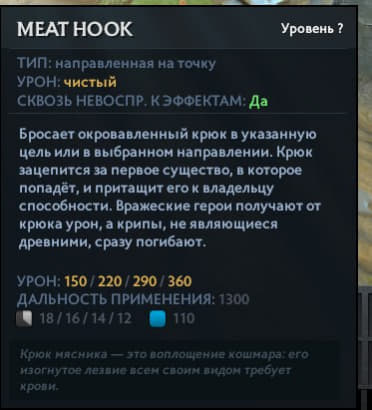 MEAT HOOK
Уровень ?
ТИП: направленная на точку
УРОН: чистый
СКВОЗЬ НЕВОСПР. К ЭФФЕКТАМ: Да
Бросает окровавленный крюк в указанную
цель или в выбранном направлении. Крюк
зацепится за первое существо, в которое
попадёт, и притащит его к владельцу
способности. Вражеские герои получают от
крюка урон, а крипы, не являющиеся
древними, сразу погибают.
УРОН: 150 / 220 / 290 / 360
ДАЛЬНОСТЬ ПРИМЕНЕНИЯ: 1300
18 / 16 / 14 / 12 110
Крюк мясника — это воплощение кошмара: его
изогнутое лезвие всем своим видом требует
крови.